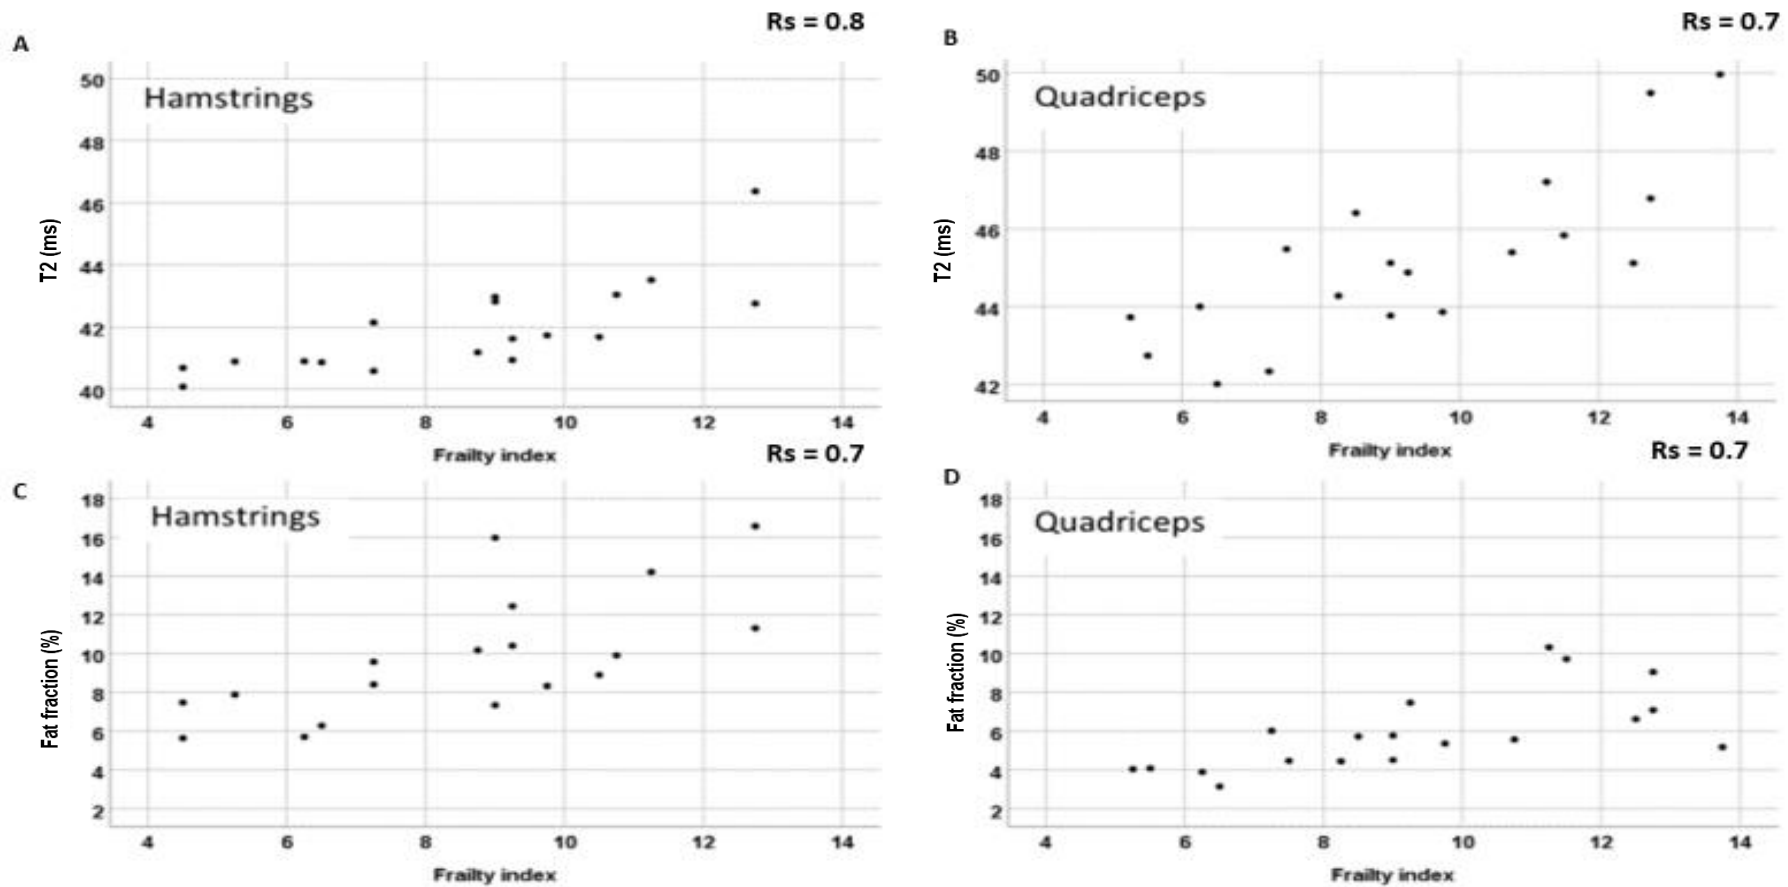 Rs = 0.8
A
Hamstrings
50
48
46
44
42
40
T2 (ms)
4 6 8 10 12 14
Frailty index
Rs = 0.7
B
Quadriceps
50
48
46
44
42
T2 (ms)
4 6 8 10 12 14
Frailty index
Rs = 0.7
C
Hamstrings
18
16
14
12
10
8
6
4
2
Fat fraction (%)
4 6 8 10 12 14
Frailty index
Rs = 0.7
D
Quadriceps
18
16
14
12
10
8
6
4
2
Fat fraction (%)
4 6 8 10 12 14
Frailty index